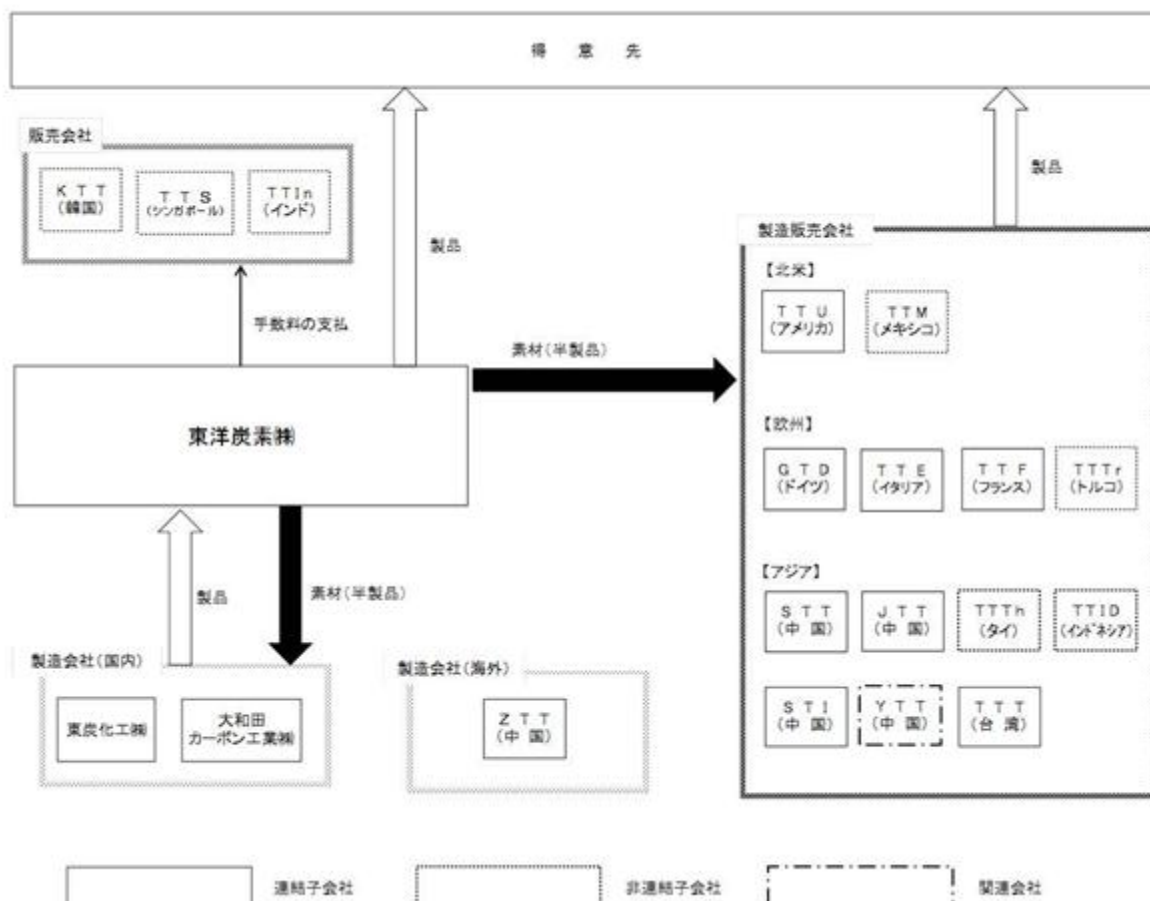 得 意 先
販売会社
K T T
(韓国)
T T S
(シンガポール)
T T I n
(インド)
製品
製品
手数料の支払
素材(半製品)
東洋炭素㈱
製品
素材(半製品)
製造会社(国内)
東炭化工㈱
大和田
カーボン工業㈱
製造会社(海外)
Z T T
(中 国)
製造販売会社
【北米】
T T U
(アメリカ)
T T M
(メキシコ)
【欧州】
G T D
(ドイツ)
T T E
(イタリア)
T T F
(フランス)
T T T r
(トルコ)
【アジア】
S T T
(中 国)
J T T
(中 国)
T T T h
(タイ)
T T I D
(インドネシア)
S T I
(中 国)
Y T T
(中 国)
T T T
(台 湾)
連結子会社
非連結子会社
関連会社